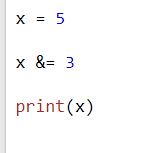 x = 5
x &= 3
print(x)